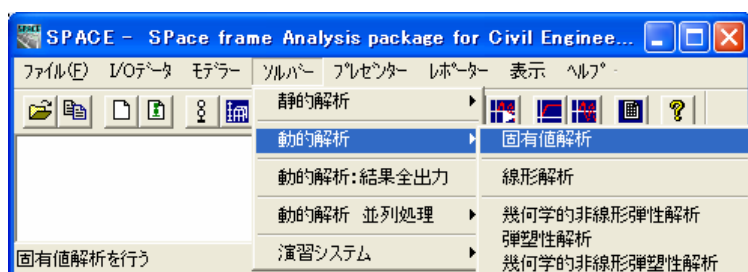 SPACE - SPace frame Analysis package for Civil Enginee...
ファイル(F) I/Oデータ モデラー ソルバー プレゼンター レポーター 表示 ヘルプ
静的解析
動的解析
固有値解析
動的解析:結果全出力
線形解析
動的解析 並列処理
幾何学的非線形弾性解析
弾塑性解析
演習システム
幾何学的非線形弾塑性解析
固有値解析を行う